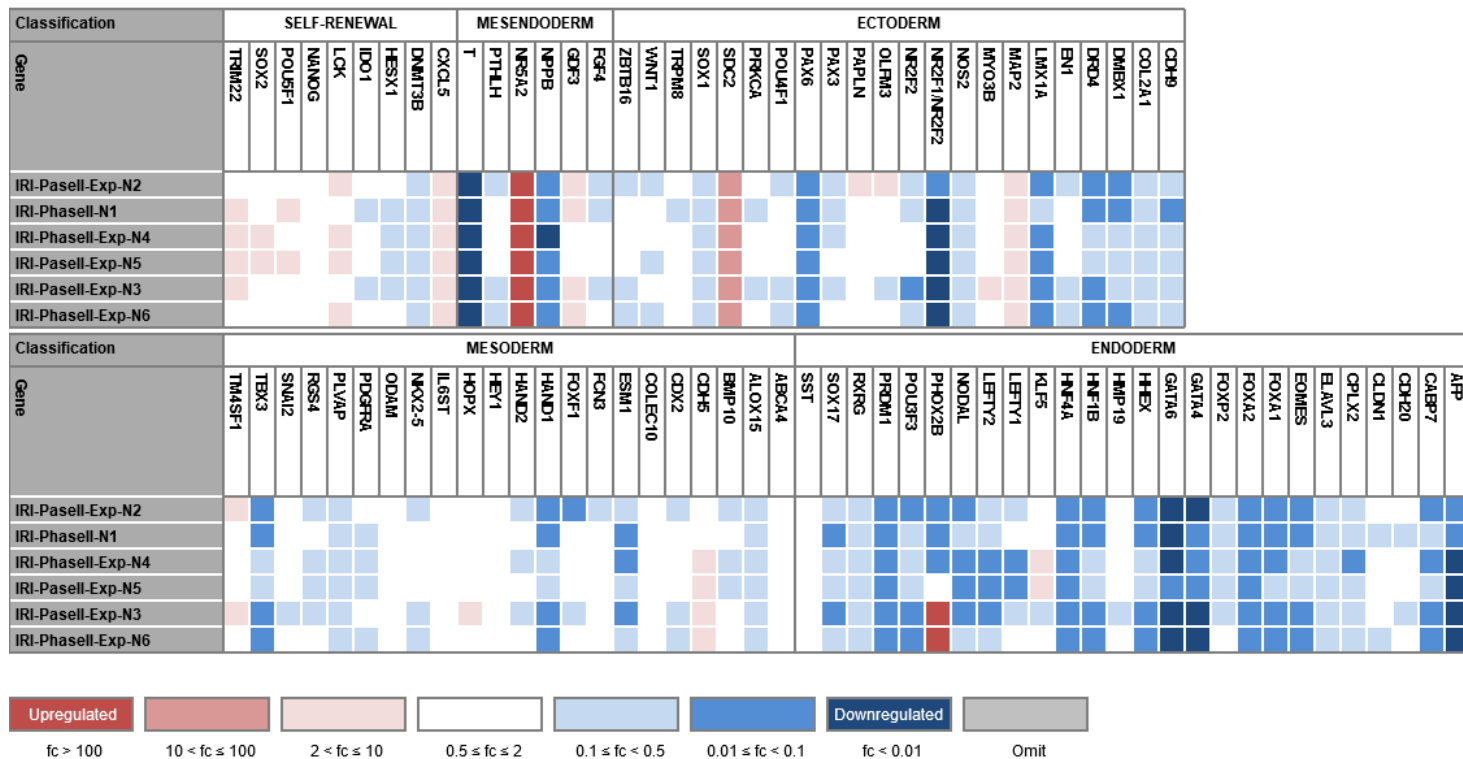 Classification SELF-RENEWAL MESENDODERM ECTODERM
Gene TRIM22 SOX2 POU5F1 NANOG LCK IDO1 HESX1 DNMT3B CXCL5 T PTHLH NR5A2 NPPB GDF3 FGF4 ZBTB16 WNT1 TRPM8 SOX1 SDC2 PRKCA POU4F1 PAX6 PAX3 PAPLN OLFM3 NR2F2 NR2F1/NR2F2 NOS2 MYO3B MAP2 LMX1A EN1 DRD4 DMBX1 COL2A1 CDH9
IRI-Pasell-Exp-N2
IRI-Phasell-N1
IRI-Phasell-Exp-N4
IRI-Pasell-Exp-N5
IRI-Pasell-Exp-N3
IRI-Phasell-Exp-N6
Classification MESODERM ENDODERM
Gene TM4SF1 TBX3 SNAI2 RGS4 PLVAP PDGFRA ODAM NKX2-5 IL6ST HOPX HEY1 HAND2 HAND1 FOXF1 FCN3 ESM1 COLEC10 CDX2 CDH5 BMP10 ALOX15 ABCA4 SST SOX17 RXRG PRDM1 POU3F3 PHOX2B NODAL LEFTY2 LEFTY1 KLF5 HNF4A HNF1B HMP19 HHEX GATA6 GATA4 FOXP2 FOXA2 FOXA1 EOMES ELAVL3 CPLX2 CLDN1 CDH20 CABP7 AFP
IRI-Pasell-Exp-N2
IRI-Phasell-N1
IRI-Phasell-Exp-N4
IRI-Pasell-Exp-N5
IRI-Pasell-Exp-N3
IRI-Phasell-Exp-N6
Upregulated Downregulated
fc > 100 10 < fc ≤ 100 2 < fc ≤ 10 0.5 ≤ fc ≤ 2 0.1 ≤ fc < 0.5 0.01 ≤ fc < 0.1 fc < 0.01 Omit